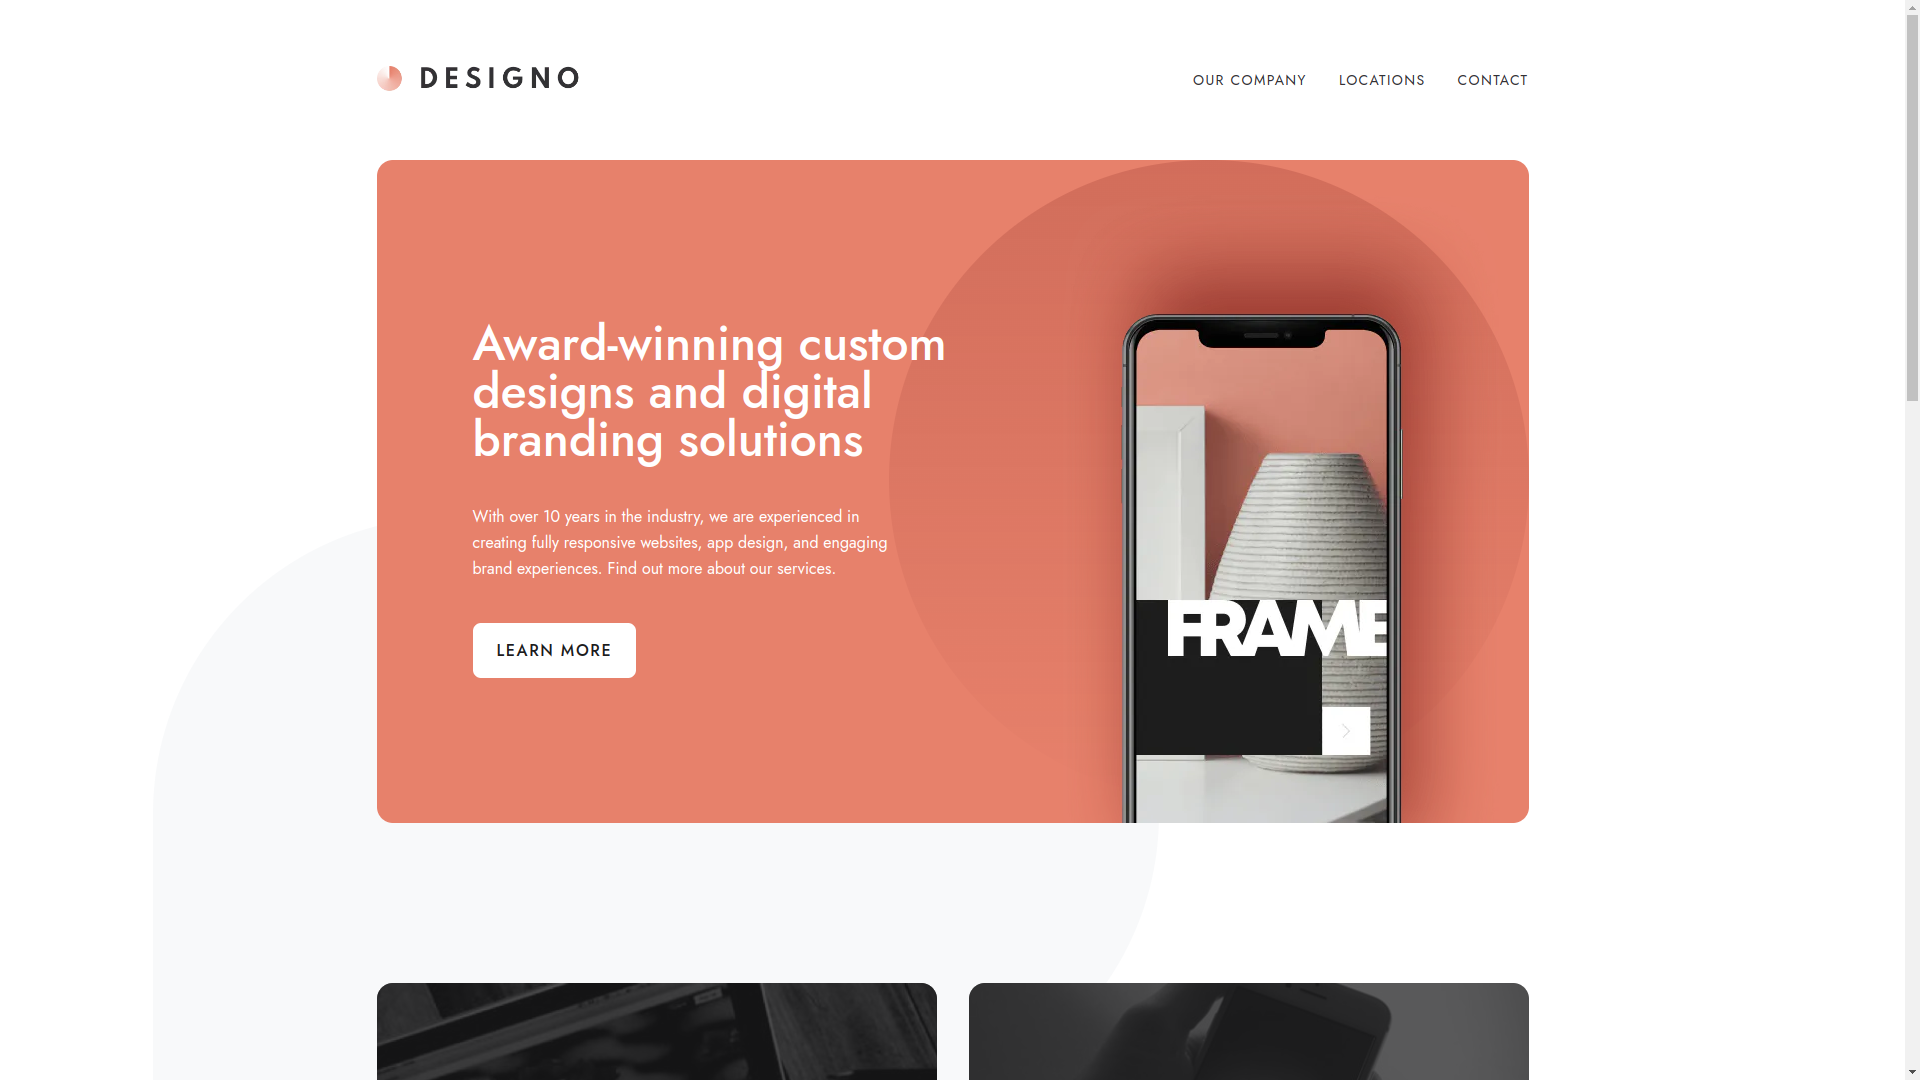 DESIGNO
OUR COMPANY
LOCATIONS
CONTACT
Award-winning custom
designs and digital
branding solutions
With over 10 years in the industry, we are experienced in
creating fully responsive websites, app design, and engaging
brand experiences. Find out more about our services.
LEARN MORE
FRAME